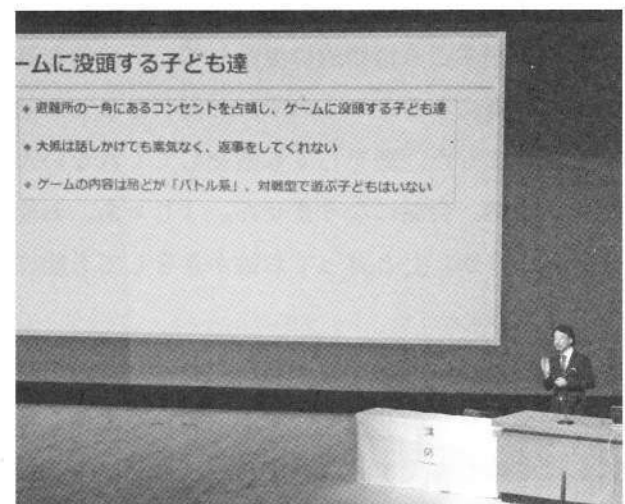 ームに没頭する子ども達
◆ 避難所の一角にあるコンセントを占領し、ゲームに没頭する子ども達
◆ 大抵は話しかけても素気なく、返事をしてくれない
◆ ゲームの内容は殆どが「バトル系」、対戦型で遊ぶ子どもはいない